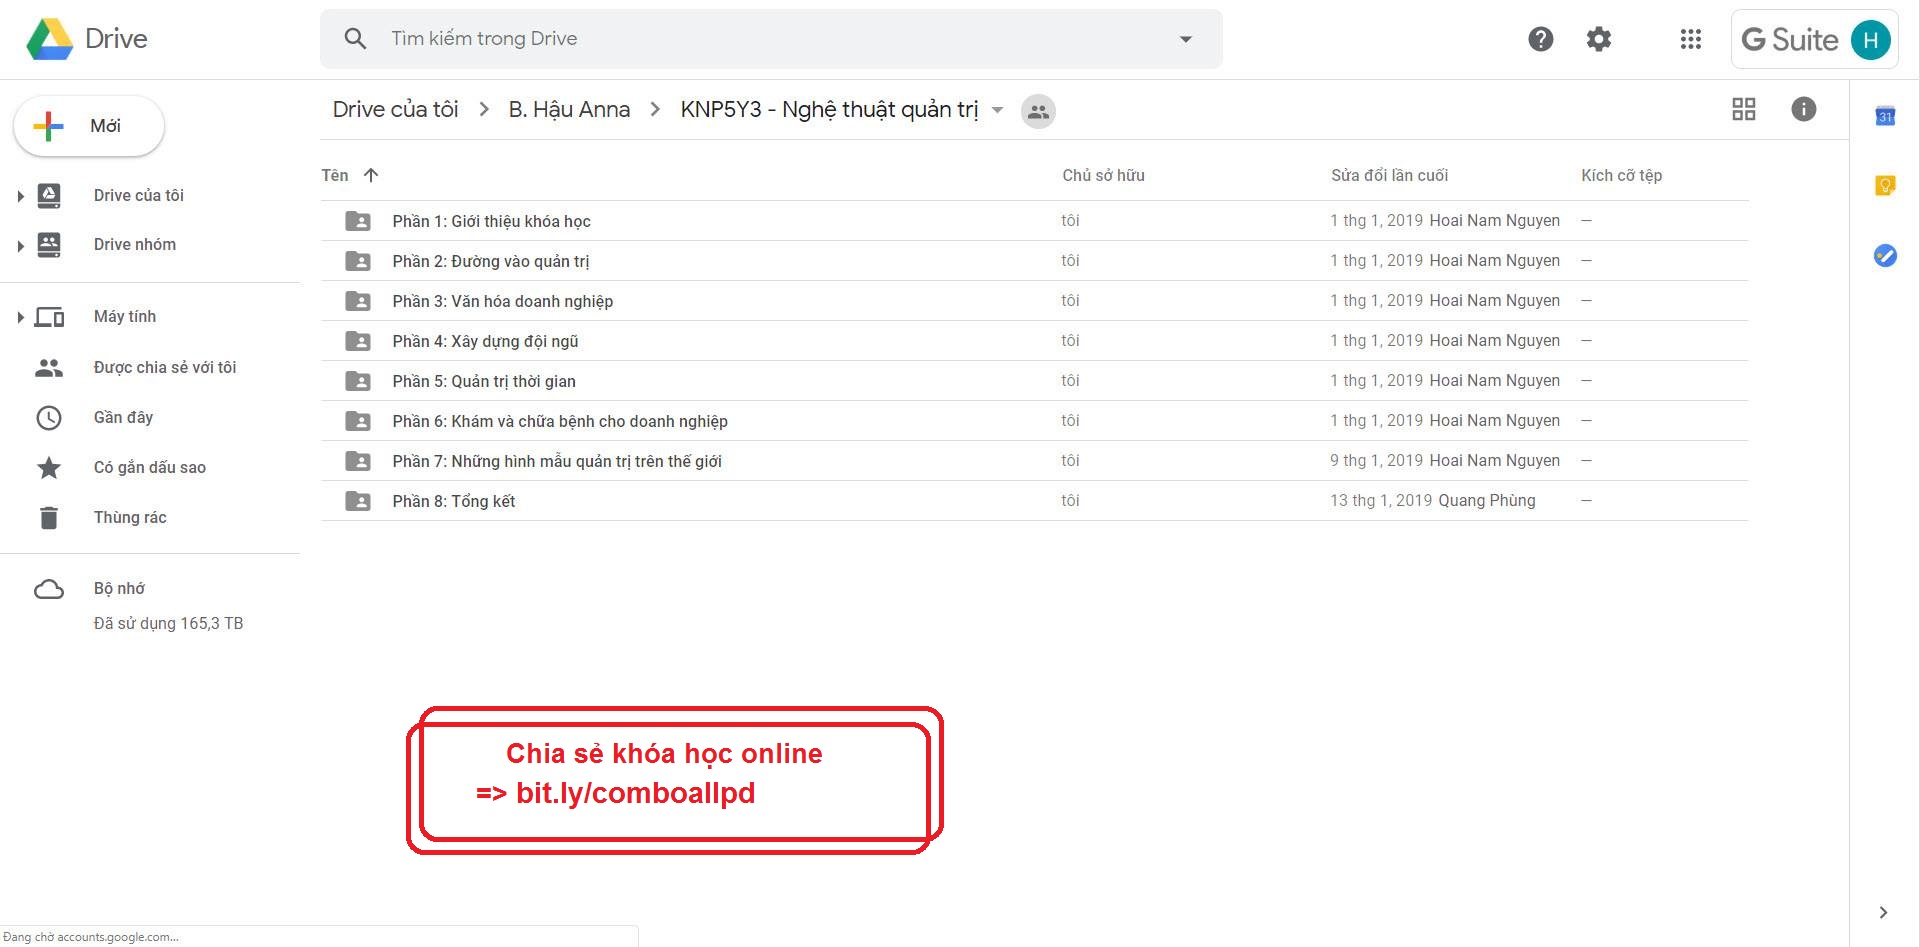 Drive
Tìm kiếm trong Drive
G Suite
H
Mới
Drive của tôi
Drive nhóm
Máy tính
Được chia sẻ với tôi
Gần đây
Có gắn dấu sao
Thùng rác
Bộ nhớ
Đã sử dụng 165,3 TB
Drive của tôi > B. Hậu Anna > KNP5Y3 - Nghệ thuật quản trị
31
Tên Chủ sở hữu Sửa đổi lần cuối Kích cỡ tệp
Phần 1: Giới thiệu khóa học tôi 1 thg 1, 2019 Hoai Nam Nguyen —
Phần 2: Đường vào quản trị tôi 1 thg 1, 2019 Hoai Nam Nguyen —
Phần 3: Văn hóa doanh nghiệp tôi 1 thg 1, 2019 Hoai Nam Nguyen —
Phần 4: Xây dựng đội ngũ tôi 1 thg 1, 2019 Hoai Nam Nguyen —
Phần 5: Quản trị thời gian tôi 1 thg 1, 2019 Hoai Nam Nguyen —
Phần 6: Khám và chữa bệnh cho doanh nghiệp tôi 1 thg 1, 2019 Hoai Nam Nguyen —
Phần 7: Những hình mẫu quản trị trên thế giới tôi 9 thg 1, 2019 Hoai Nam Nguyen —
Phần 8: Tổng kết tôi 13 thg 1, 2019 Quang Phùng —
Chia sẻ khóa học online
=> bit.ly/comboallpd
Đang chờ accounts.google.com...